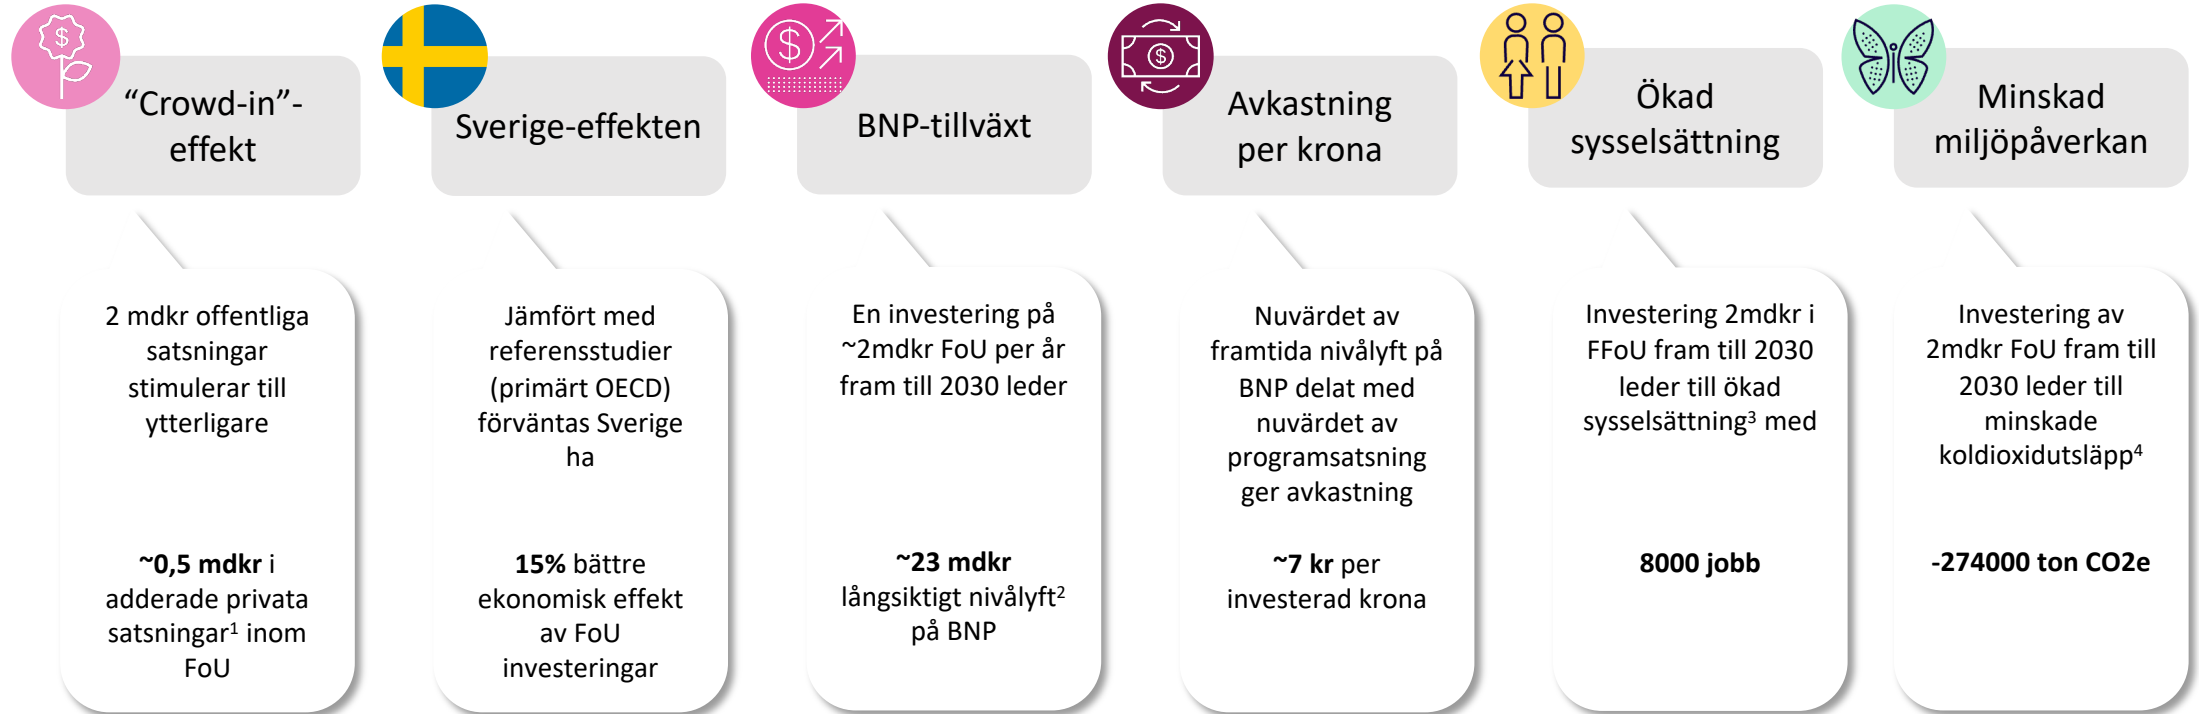 “Crowd-in”-
effekt
Sverige-effekten
BNP-tillväxt
Avkastning
per krona
Ökad
sysselsättning
Minskad
miljöpåverkan
2 mdkr offentliga
satsningar
stimulerar till
ytterligare
~0,5 mdkr i
adderade privata
satsningar¹ inom
FoU
Jämfört med
referensstudier
(primärt OECD)
förväntas Sverige
ha
15% bättre
ekonomisk effekt
av FoU
investeringar
En investering på
~2mdkr FoU per år
fram till 2030 leder
~23 mdkr
långsiktigt nivålyft²
på BNP
Nuvärdet av
framtida nivålyft på
BNP delat med
nuvärdet av
programsatsning
ger avkastning
~7 kr per
investerad krona
Investering 2mdkr i
FFoU fram till 2030
leder till ökad
sysselsättning³ med
8000 jobb
Investering av
2mdkr FoU fram till
2030 leder till
minskade
koldioxidutsläpp⁴
-274000 ton CO2e